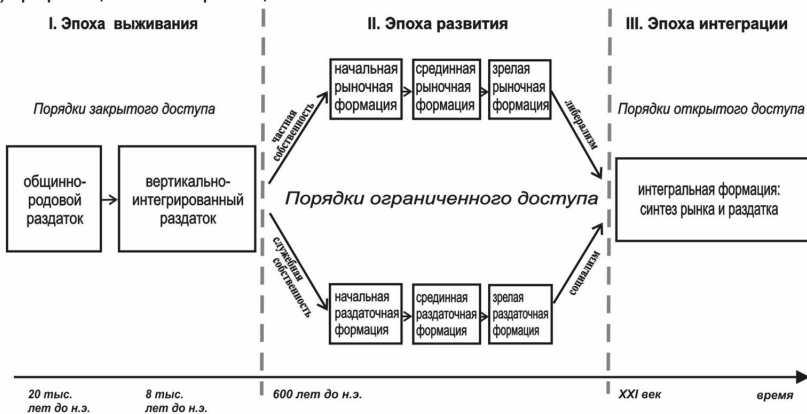 I. Эпоха выживания
II. Эпоха развития
III. Эпоха интеграции
Порядки закрытого доступа
Порядки открытого доступа
начальная
рыночная
формация
срединная
рыночная
формация
зрелая
рыночная
формация
частная
собственность
либерализм
общинно-
родовой
раздаток
вертикально-
интегрированный
раздаток
Порядки ограниченного доступа
интегральная формация:
синтез рынка и раздатка
служебная
собственность
социализм
начальная
раздаточная
формация
срединная
раздаточная
формация
зрелая
раздаточная
формация
20 тыс.
лет до н.э.
8 тыс.
лет до н.э.
600 лет до н.э.
XXI век
время